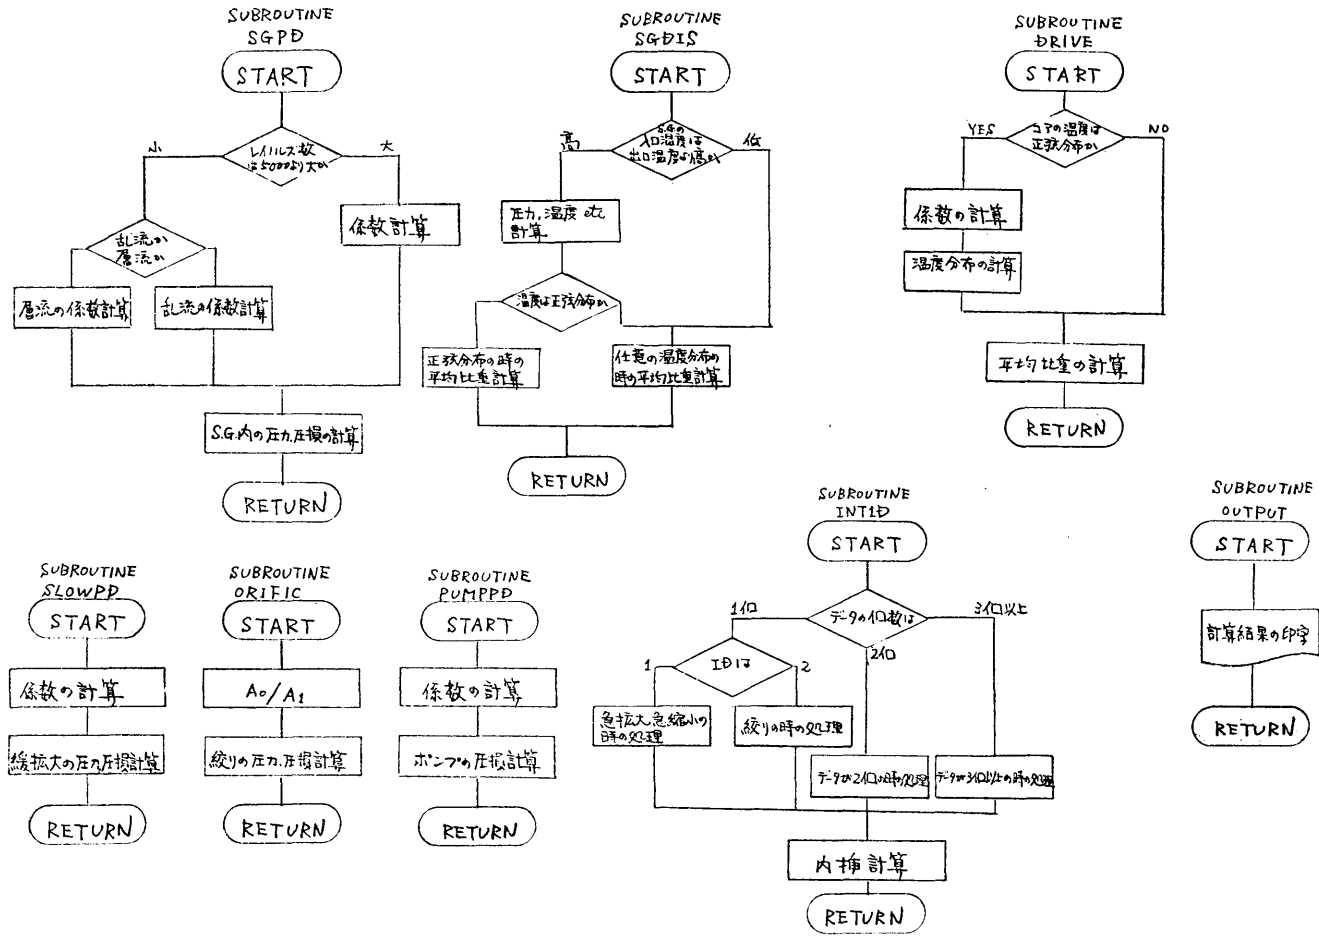 SUBROUTINE
SGPD
START
レイノルズ数
は5000より大か
小
大
係数計算
乱流か
層流か
層流の係数計算
乱流の係数計算
S.G.内の圧力,圧損の計算
RETURN
SUBROUTINE
SGDIS
START
S.G.の
入口温度は
出口温度より高か
高
低
圧力,温度 etc
計算
温度は正弦分布か
正弦分布の時の
平均比重計算
任意の温度分布の
時の平均比重計算
RETURN
SUBROUTINE
DRIVE
START
コアの温度は
正弦分布か
YES
NO
係数の計算
温度分布の計算
平均比重の計算
RETURN
SUBROUTINE
SLOWPD
START
係数の計算
緩拡大の圧力,圧損計算
RETURN
SUBROUTINE
ORIFIC
START
A0/A1
絞りの圧力,圧損計算
RETURN
SUBROUTINE
PUMPPD
START
係数の計算
ポンプの圧損計算
RETURN
SUBROUTINE
INT1D
START
データの個数は
1個
2個
3個以上
IDは
1
2
急拡大,急縮小の
時の処理
絞りの時の処理
データが2個の時の処理
データが3個以上の時の処理
内挿計算
RETURN
SUBROUTINE
OUTPUT
START
計算結果の印字
RETURN